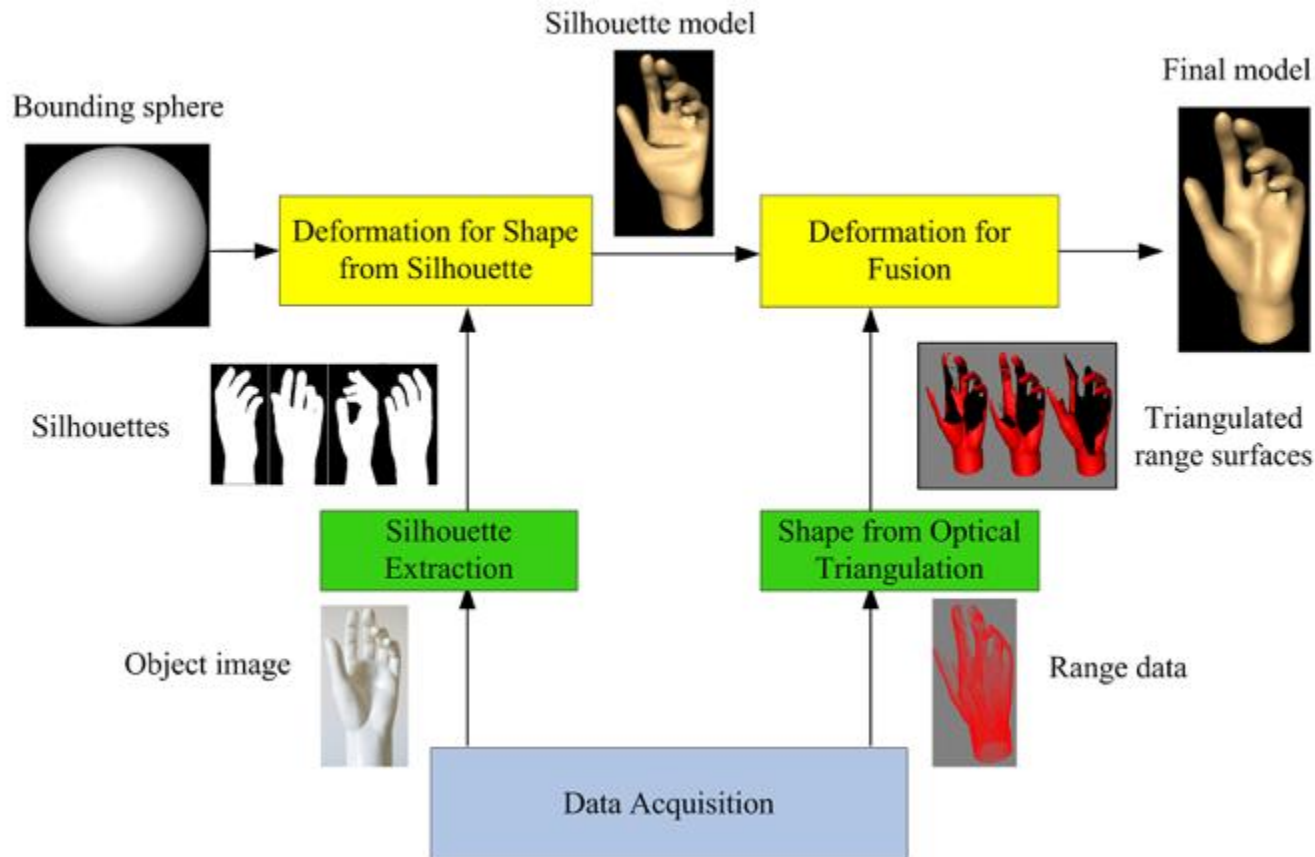 Silhouette model
Final model
Bounding sphere
Deformation for Shape
from Silhouette
Deformation for
Fusion
Silhouettes
Triangulated
range surfaces
Silhouette
Extraction
Shape from Optical
Triangulation
Object image
Range data
Data Acquisition